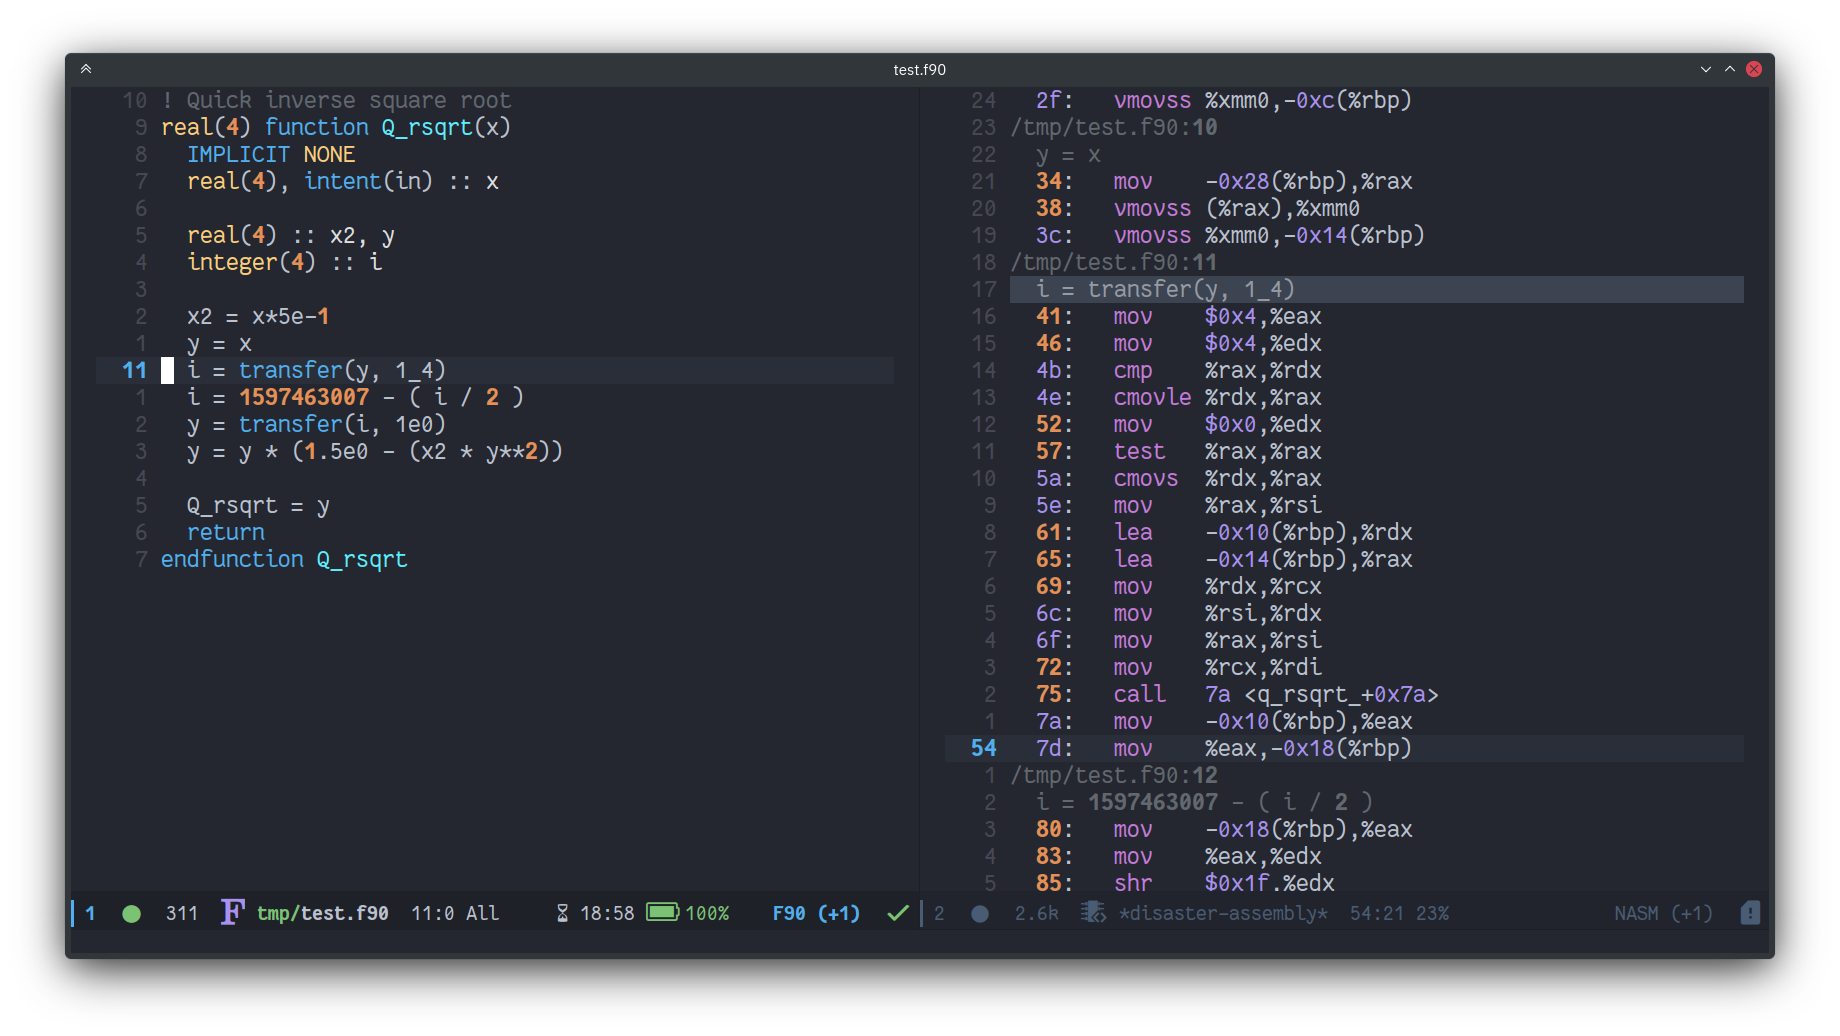 test.f90
10 ! Quick inverse square root
9 real(4) function Q_rsqrt(x)
8   IMPLICIT NONE
7   real(4), intent(in) :: x
6
5   real(4) :: x2, y
4   integer(4) :: i
3
2   x2 = x*5e-1
1   y = x
11   i = transfer(y, 1_4)
1   i = 1597463007 - ( i / 2 )
2   y = transfer(i, 1e0)
3   y = y * (1.5e0 - (x2 * y**2))
4
5   Q_rsqrt = y
6   return
7 endfunction Q_rsqrt
24   2f:   vmovss %xmm0,-0xc(%rbp)
23 /tmp/test.f90:10
22   y = x
21   34:   mov    -0x28(%rbp),%rax
20   38:   vmovss (%rax),%xmm0
19   3c:   vmovss %xmm0,-0x14(%rbp)
18 /tmp/test.f90:11
17   i = transfer(y, 1_4)
16   41:   mov    $0x4,%eax
15   46:   mov    $0x4,%edx
14   4b:   cmp    %rax,%rdx
13   4e:   cmovle %rdx,%rax
12   52:   mov    $0x0,%edx
11   57:   test   %rax,%rax
10   5a:   cmovs  %rdx,%rax
9   5e:   mov    %rax,%rsi
8   61:   lea    -0x10(%rbp),%rdx
7   65:   lea    -0x14(%rbp),%rax
6   69:   mov    %rdx,%rcx
5   6c:   mov    %rsi,%rdx
4   6f:   mov    %rax,%rsi
3   72:   mov    %rcx,%rdi
2   75:   call   7a <q_rsqrt_+0x7a>
1   7a:   mov    -0x10(%rbp),%eax
54   7d:   mov    %eax,-0x18(%rbp)
1 /tmp/test.f90:12
2   i = 1597463007 - ( i / 2 )
3   80:   mov    -0x18(%rbp),%eax
4   83:   mov    %eax,%edx
5   85:   shr    $0x1f,%edx
1 311 F tmp/test.f90 11:0 All 18:58 100% F90 (+1)
2 2.6k *disaster-assembly* 54:21 23% NASM (+1)